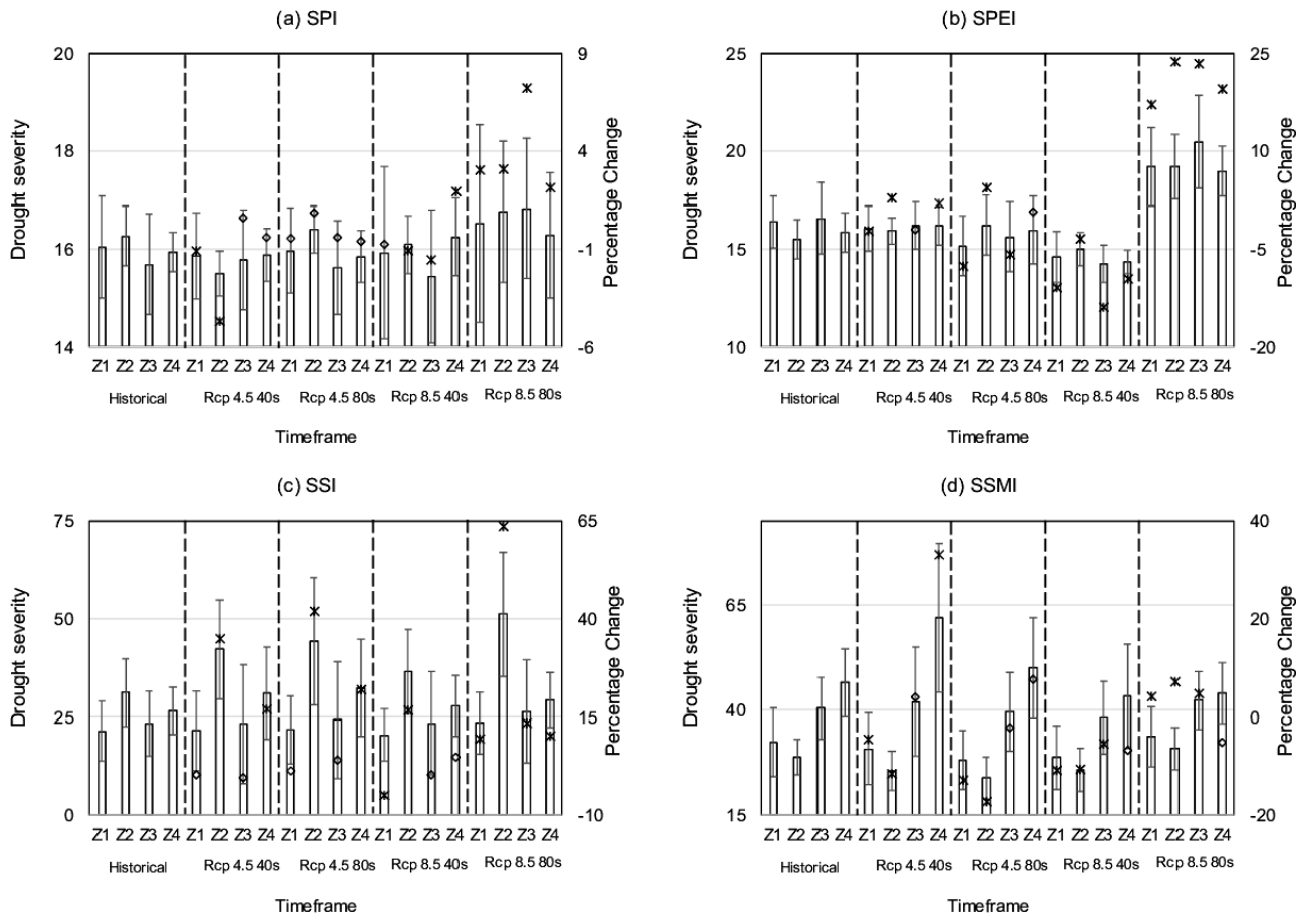 (a) SPI
20
18
16
14
Drought severity
9
4
-1
-6
Percentage Change
Z1 Z2 Z3 Z4 Z1 Z2 Z3 Z4 Z1 Z2 Z3 Z4 Z1 Z2 Z3 Z4 Z1 Z2 Z3 Z4
Historical Rcp 4.5 40s Rcp 4.5 80s Rcp 8.5 40s Rcp 8.5 80s
Timeframe
(b) SPEI
25
20
15
10
Drought severity
25
10
-5
-20
Percentage Change
Z1 Z2 Z3 Z4 Z1 Z2 Z3 Z4 Z1 Z2 Z3 Z4 Z1 Z2 Z3 Z4 Z1 Z2 Z3 Z4
Historical Rcp 4.5 40s Rcp 4.5 80s Rcp 8.5 40s Rcp 8.5 80s
Timeframe
(c) SSI
75
50
25
0
Drought severity
65
40
15
-10
Percentage Change
Z1 Z2 Z3 Z4 Z1 Z2 Z3 Z4 Z1 Z2 Z3 Z4 Z1 Z2 Z3 Z4 Z1 Z2 Z3 Z4
Historical Rcp 4.5 40s Rcp 4.5 80s Rcp 8.5 40s Rcp 8.5 80s
Timeframe
(d) SSMI
65
40
15
Drought severity
40
20
0
-20
Percentage Change
Z1 Z2 Z3 Z4 Z1 Z2 Z3 Z4 Z1 Z2 Z3 Z4 Z1 Z2 Z3 Z4 Z1 Z2 Z3 Z4
Historical Rcp 4.5 40s Rcp 4.5 80s Rcp 8.5 40s Rcp 8.5 80s
Timeframe